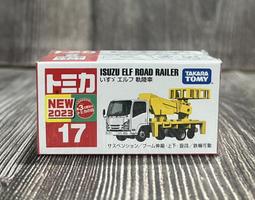 トミカ
ISUZU ELF ROAD RAILER
いすゞ エルフ 軌陸車
TAKARA
TOMY
NEW
2023
17
サスペンション/ブーム伸縮・上下・旋回/鉄輪可動